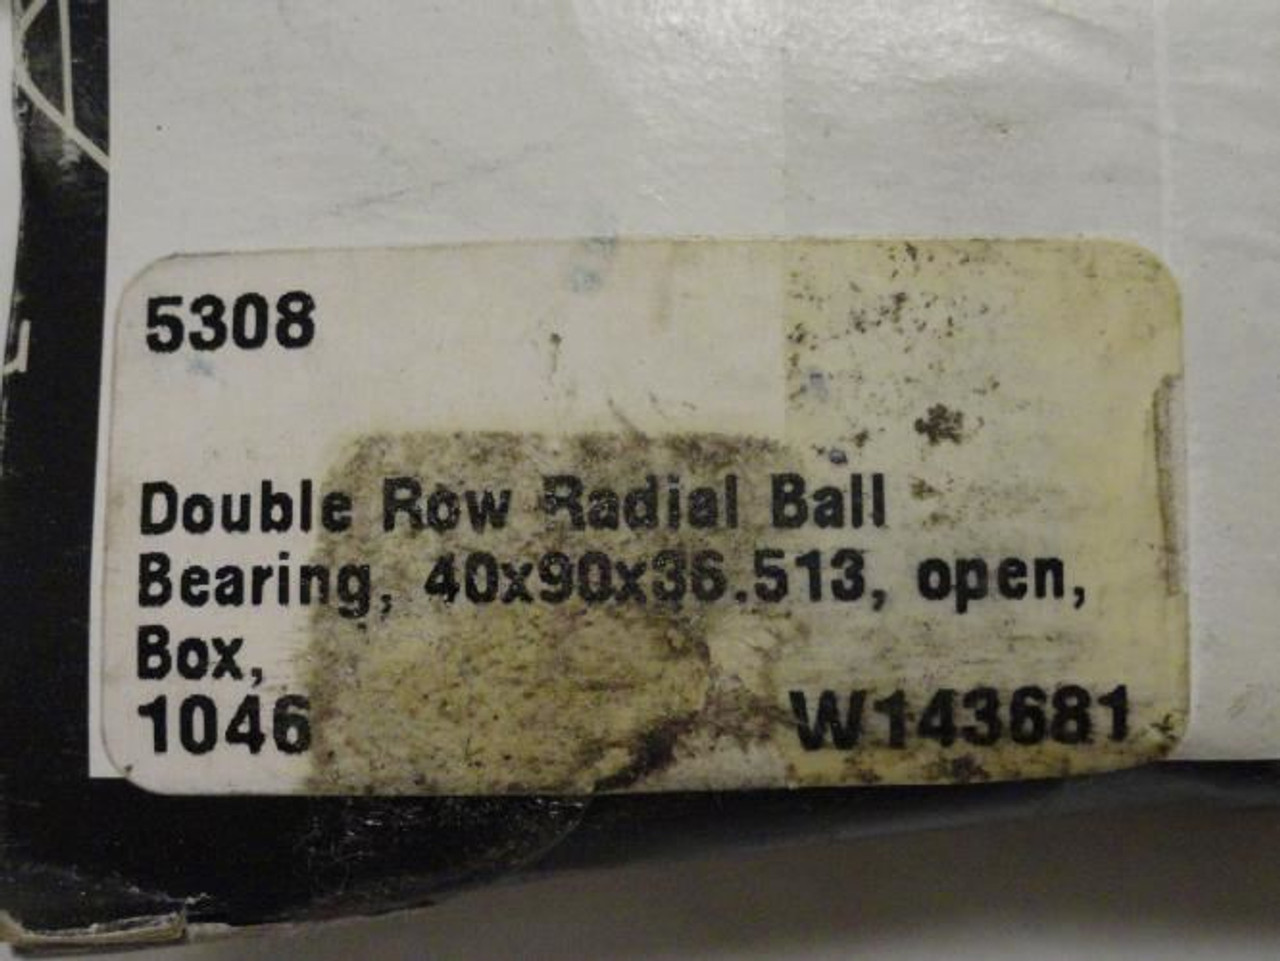 5308
Double Row Radial Ball
Bearing, 40x90x36.513, open,
Box,
1046 W143681